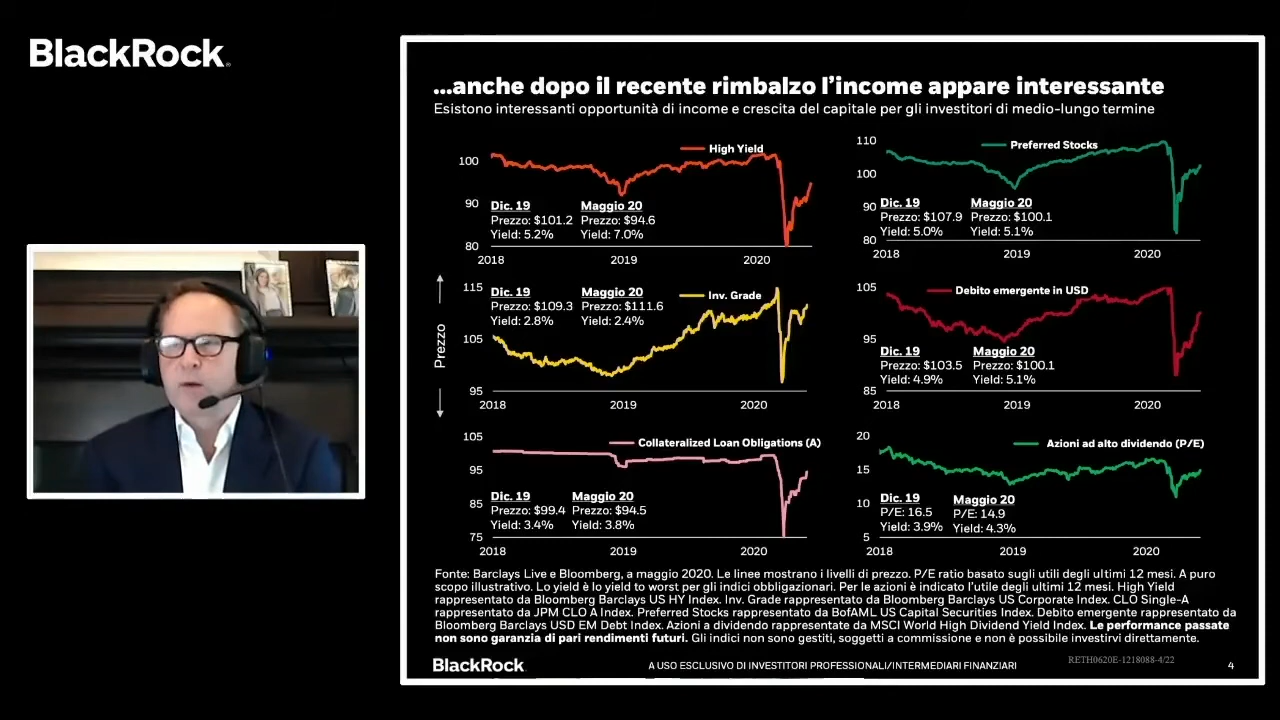 BlackRock.
...anche dopo il recente rimbalzo l'income appare interessante
Esistono interessanti opportunità di income e crescita del capitale per gli investitori di medio-lungo termine
High Yield
100
90
80
Dic. 19 Maggio 20
Prezzo: $101.2 Prezzo: $94.6
Yield: 5.2% Yield: 7.0%
2018 2019 2020
Preferred Stocks
110
100
90
80
Dic. 19 Maggio 20
Prezzo: $107.9 Prezzo: $100.1
Yield: 5.0% Yield: 5.1%
2018 2019 2020
Prezzo
Inv. Grade
115
105
95
Dic. 19 Maggio 20
Prezzo: $109.3 Prezzo: $111.6
Yield: 2.8% Yield: 2.4%
2018 2019 2020
Debito emergente in USD
105
95
85
Dic. 19 Maggio 20
Prezzo: $103.5 Prezzo: $100.1
Yield: 4.9% Yield: 5.1%
2018 2019 2020
Collateralized Loan Obligations (A)
105
95
85
75
Dic. 19 Maggio 20
Prezzo: $99.4 Prezzo: $94.5
Yield: 3.4% Yield: 3.8%
2018 2019 2020
Azioni ad alto dividendo (P/E)
20
15
10
5
Dic. 19 Maggio 20
P/E: 16.5 P/E: 14.9
Yield: 3.9% Yield: 4.3%
2018 2019 2020
Fonte: Barclays Live e Bloomberg, a maggio 2020. Le linee mostrano i livelli di prezzo. P/E ratio basato sugli utili degli ultimi 12 mesi. A puro
scopo illustrativo. Lo yield è lo yield to worst per gli indici obbligazionari. Per le azioni è indicato l'utile degli ultimi 12 mesi. High Yield
rappresentato da Bloomberg Barclays US HY Index. Inv. Grade rappresentato da Bloomberg Barclays US Corporate Index. CLO Single-A
rappresentato da JPM CLO A Index. Preferred Stocks rappresentato da BofAML US Capital Securities Index. Debito emergente rappresentato da
Bloomberg Barclays USD EM Debt Index. Azioni a dividendo rappresentate da MSCI World High Dividend Yield Index. Le performance passate
non sono garanzia di pari rendimenti futuri. Gli indici non sono gestiti, soggetti a commissione e non è possibile investirvi direttamente.
BlackRock. A USO ESCLUSIVO DI INVESTITORI PROFESSIONALI/INTERMEDIARI FINANZIARI RETH0620E-1218088-4/22 4